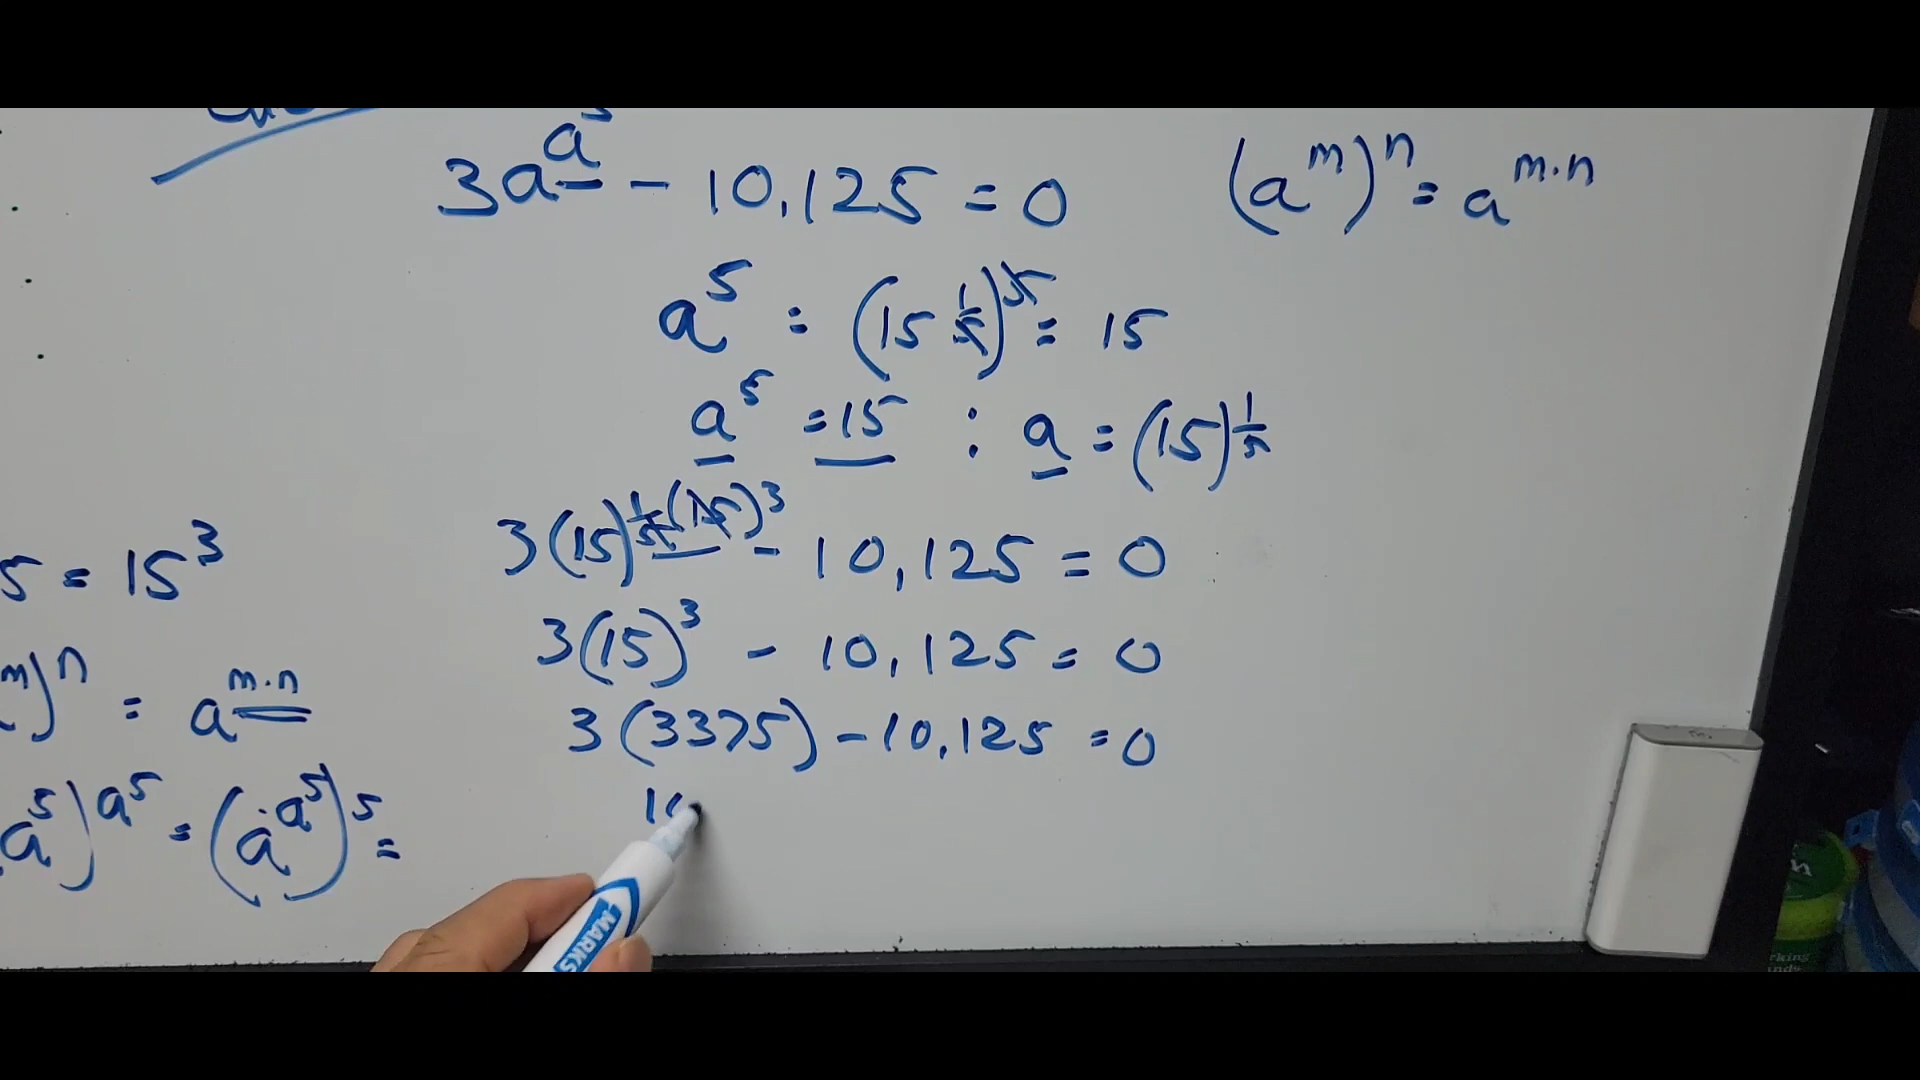 3a^a^5 - 10,125 = 0
(a^m)^n = a^m.n
a^5 = (15^1/5)^5 = 15
a^5 = 15 : a = (15)^1/5
3(15)^1/5(15)^3 - 10,125 = 0
3(15)^3 - 10,125 = 0
3(3375) - 10,125 = 0
10
5 = 15^3
m)^n = a^m.n
a^5)^a^5 = (a^a^5)^5 =
MARKS